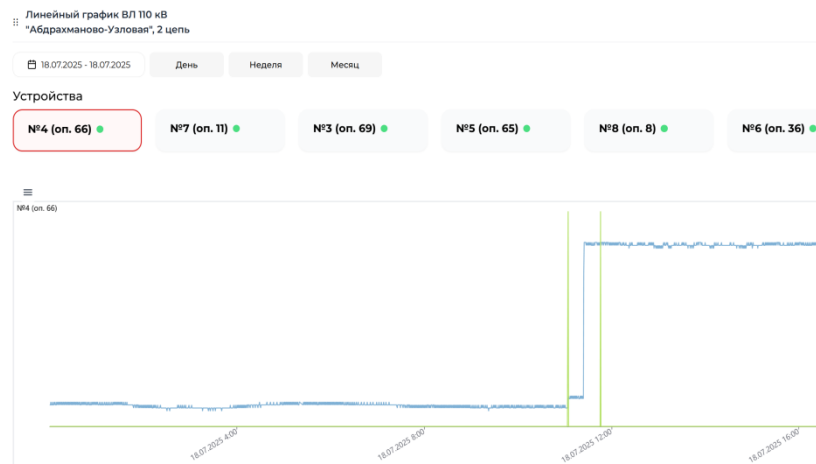 Линейный график ВЛ 110 кВ
"Абдрахманово-Узловая", 2 цепь
18.07.2025 - 18.07.2025 День Неделя Месяц
Устройства
№4 (оп. 66) №7 (оп. 11) №3 (оп. 69) №5 (оп. 65) №8 (оп. 8) №6 (оп. 36)
№4 (оп. 66)
18.07.2025 4:00 18.07.2025 8:00 18.07.2025 12:00 18.07.2025 16:00